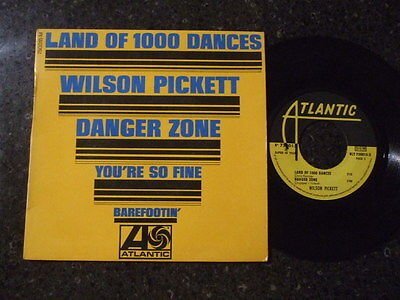 LAND OF 1000 DANCES
WILSON PICKETT
DANGER ZONE
YOU'RE SO FINE
BAREFOOTIN'
ATLANTIC
ATLANTIC
LAND OF 1000 DANCES
DANGER ZONE
WILSON PICKETT